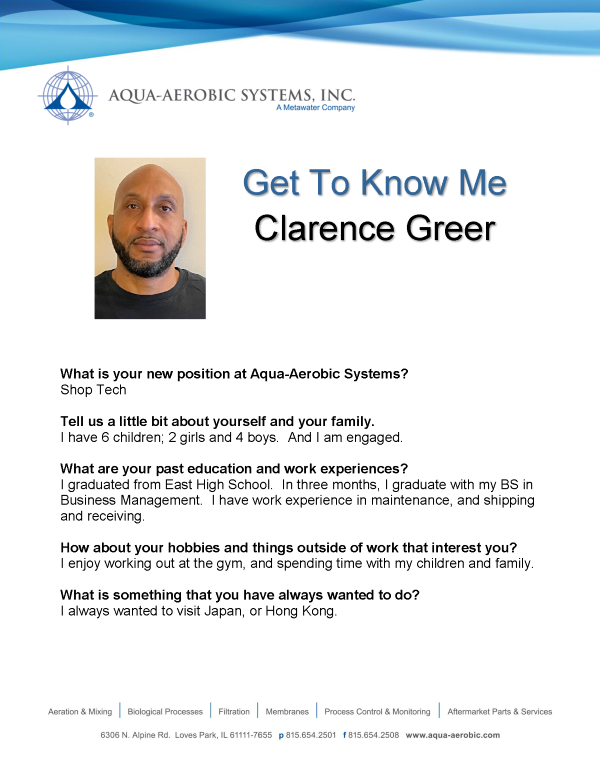 AQUA-AEROBIC SYSTEMS, INC.
A Metawater Company
®
Get To Know Me
Clarence Greer
What is your new position at Aqua-Aerobic Systems?
Shop Tech
Tell us a little bit about yourself and your family.
I have 6 children; 2 girls and 4 boys.  And I am engaged.
What are your past education and work experiences?
I graduated from East High School.  In three months, I graduate with my BS in
Business Management.  I have work experience in maintenance, and shipping
and receiving.
How about your hobbies and things outside of work that interest you?
I enjoy working out at the gym, and spending time with my children and family.
What is something that you have always wanted to do?
I always wanted to visit Japan, or Hong Kong.
Aeration & Mixing | Biological Processes | Filtration | Membranes | Process Control & Monitoring | Aftermarket Parts & Services
6306 N. Alpine Rd.  Loves Park, IL 61111-7655  p 815.654.2501  f 815.654.2508  www.aqua-aerobic.com